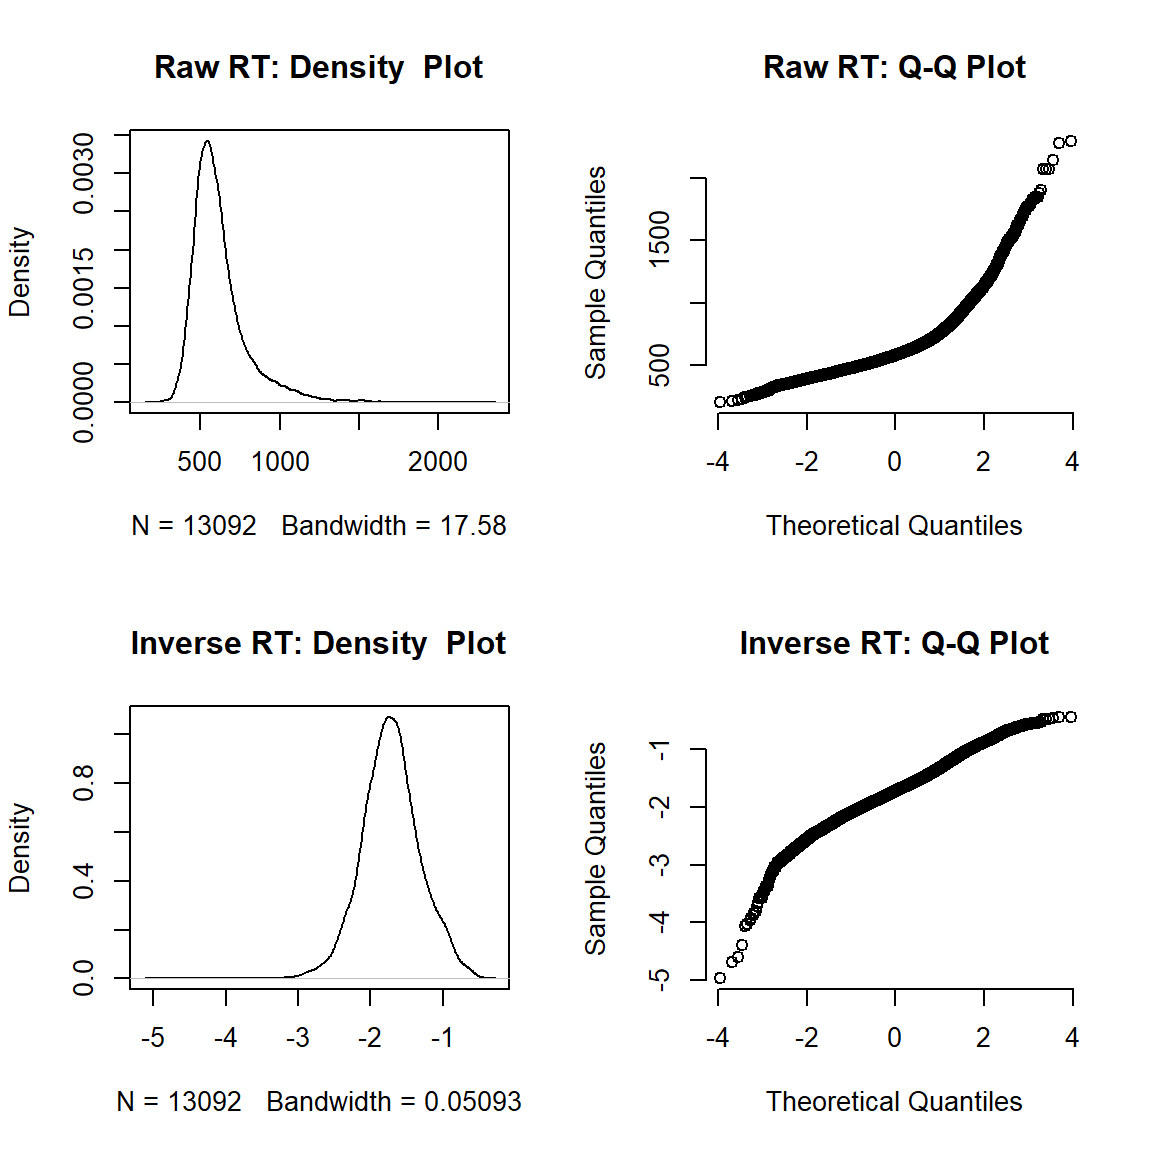 Raw RT: Density  Plot
Density
0.0000 0.0015 0.0030
500 1000 2000
N = 13092   Bandwidth = 17.58
Raw RT: Q-Q Plot
Sample Quantiles
500 1500
-4 -2 0 2 4
Theoretical Quantiles
Inverse RT: Density  Plot
Density
0.0 0.4 0.8
-5 -4 -3 -2 -1
N = 13092   Bandwidth = 0.05093
Inverse RT: Q-Q Plot
Sample Quantiles
-5 -4 -3 -2 -1
-4 -2 0 2 4
Theoretical Quantiles